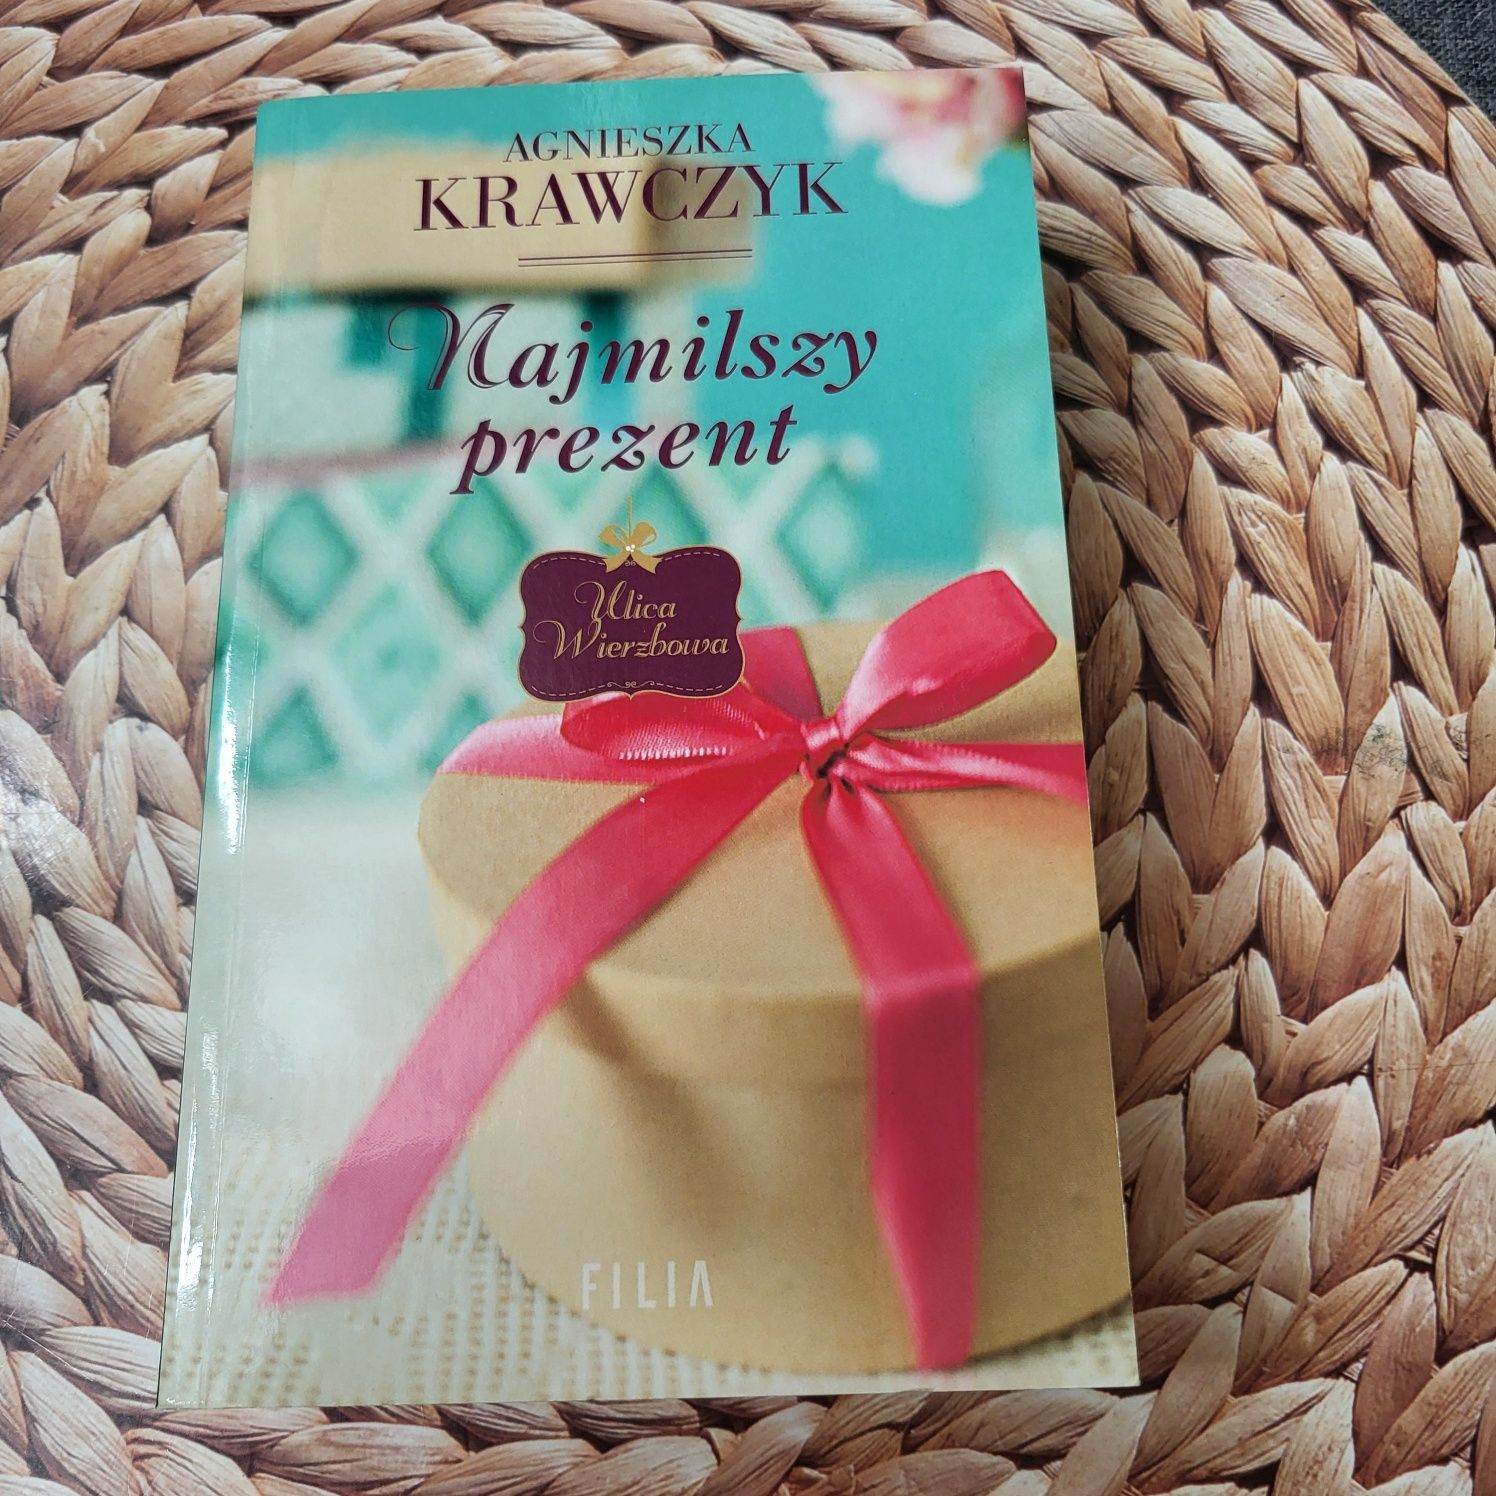 AGNIESZKA
KRAWCZYK
Najmilszy
prezent
Ulica
Wierzbowa
FILIA